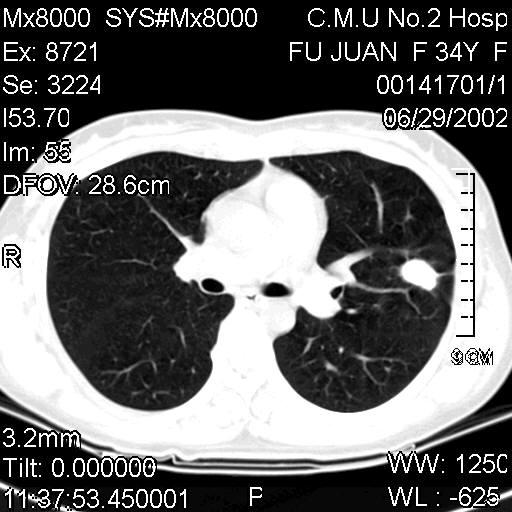 Mx8000 SYS#Mx8000
C.M.U No.2 Hosp
Ex: 8721
FU JUAN F 34Y F
Se: 3224
00141701/1
I53.70
06/29/2002
Im: 55
DFOV: 28.6cm
R
9 CM
3.2mm
Tilt: 0.000000
WW: 1250
11:37:53.450001
P
WL : -625